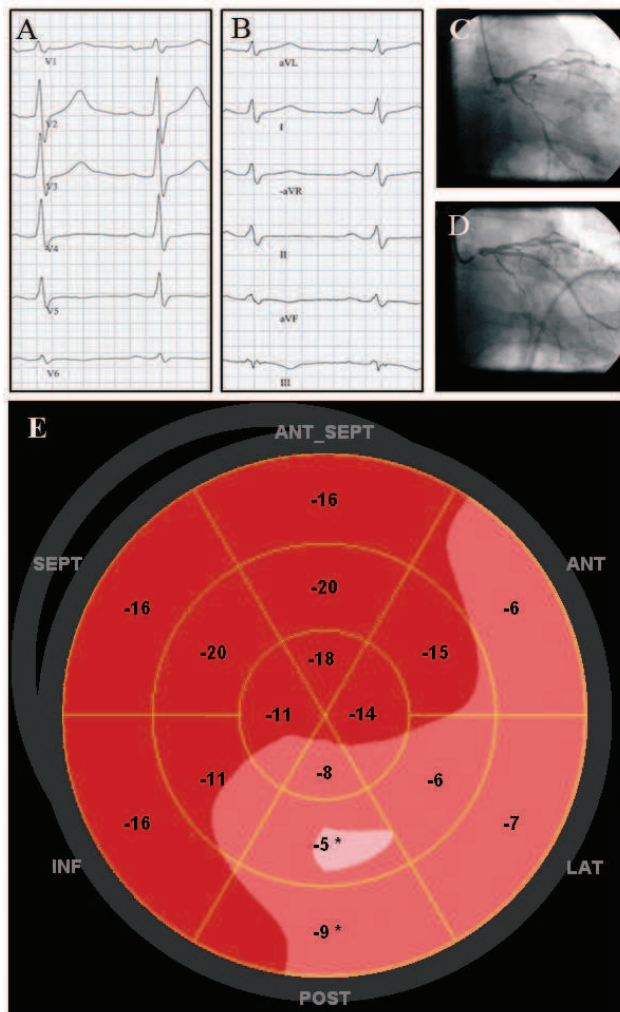 A
B
C
V1
aVL
V2
I
V3
-aVR
D
V4
II
V5
aVF
V6
III
E
ANT_SEPT
-16
SEPT
ANT
-16
-20
-6
-20
-15
-18
-11
-14
-8
-11
-6
-16
-5 *
-7
INF
LAT
-9 *
POST